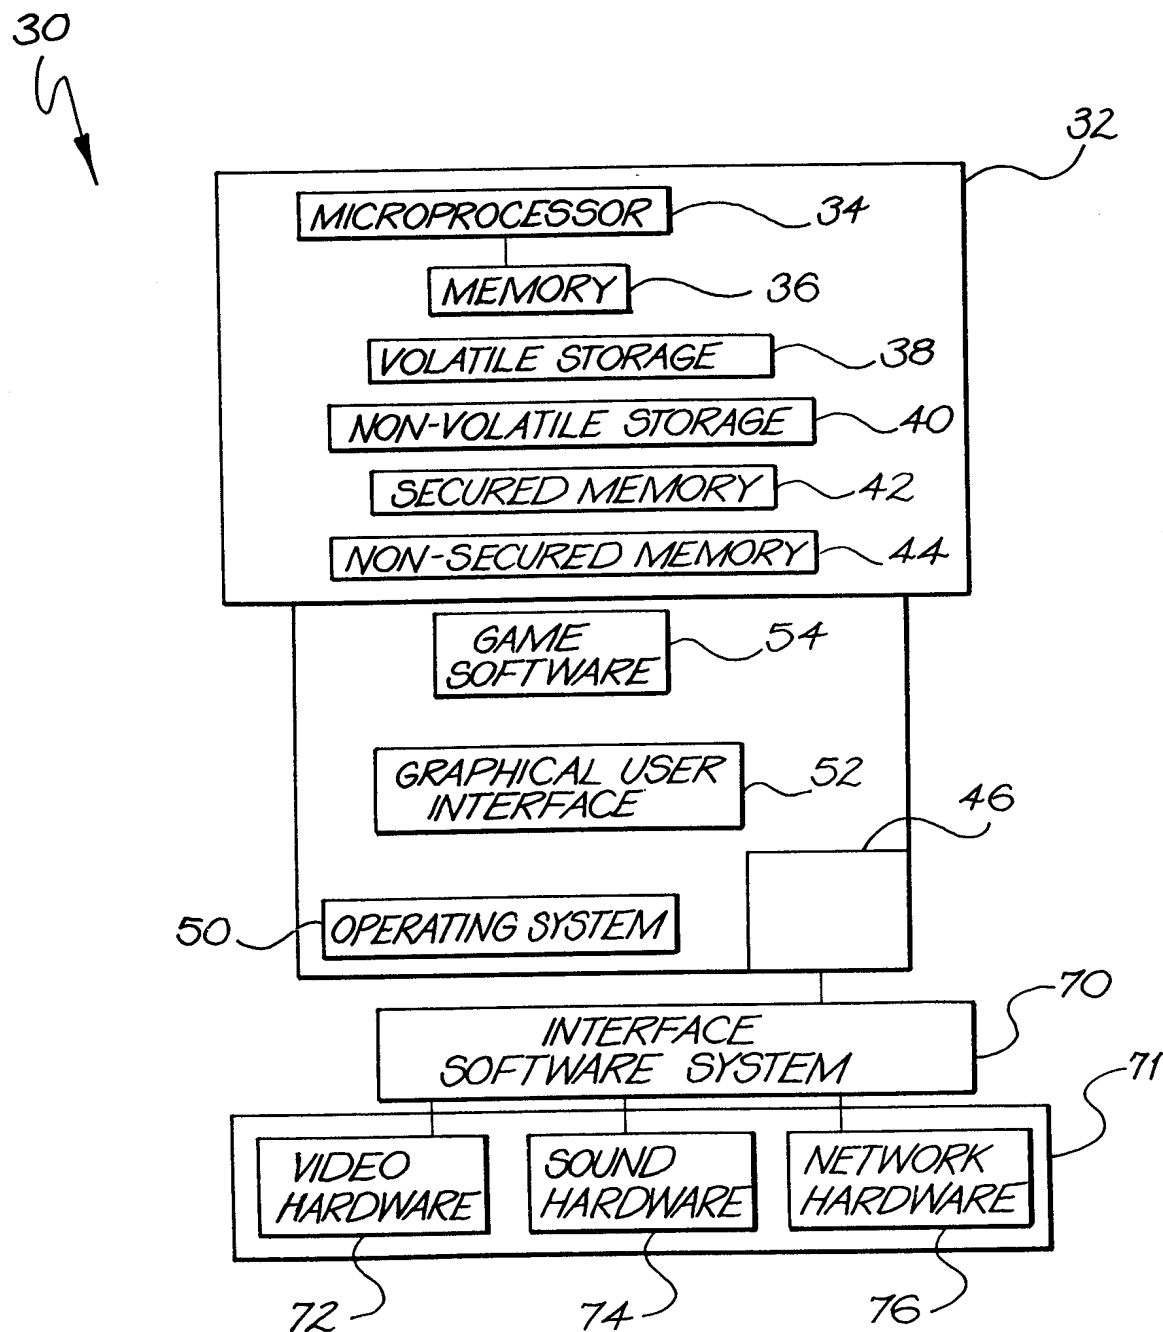 30
32
MICROPROCESSOR
34
MEMORY
36
VOLATILE STORAGE
38
NON-VOLATILE STORAGE
40
SECURED MEMORY
42
NON-SECURED MEMORY
44
GAME
SOFTWARE
54
GRAPHICAL USER
INTERFACE
52
46
50
OPERATING SYSTEM
INTERFACE
SOFTWARE SYSTEM
70
71
VIDEO
HARDWARE
SOUND
HARDWARE
NETWORK
HARDWARE
72
74
76